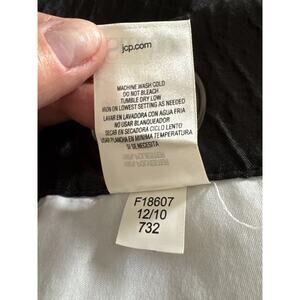 jcp.com
MACHINE WASH COLD
DO NOT BLEACH
TUMBLE DRY LOW
IRON ON LOWEST SETTING AS NEEDED
LAVAR EN LAVADORA CON AGUA FRIA
NO USAR BLANQUEADOR
SECAR EN SECADORA CICLO LENTO
USAR PLANCHA EN MINIMA TEMPERATURA
SI SE NECESITA
F18607
12/10
732